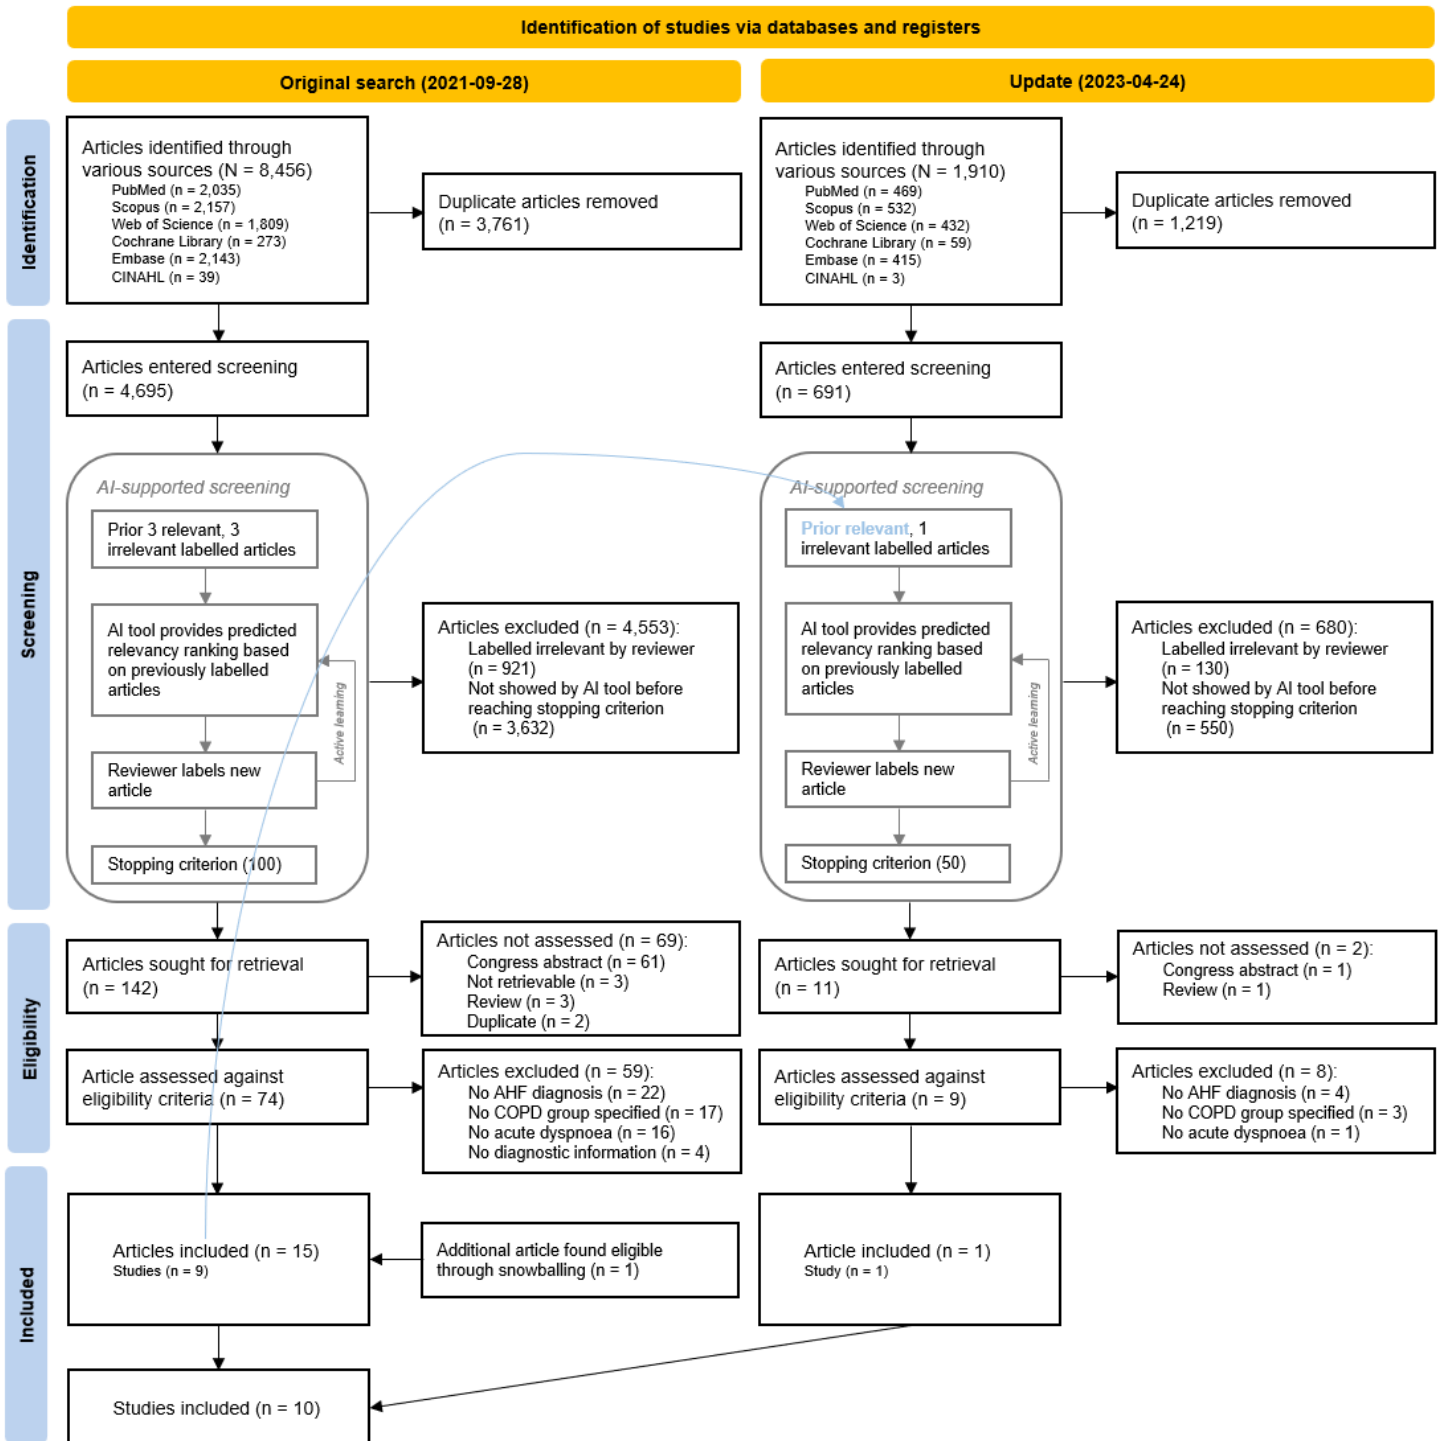 Identification of studies via databases and registers
Original search (2021-09-28)
Update (2023-04-24)
Identification
Articles identified through
various sources (N = 8,456)
PubMed (n = 2,035)
Scopus (n = 2,157)
Web of Science (n = 1,809)
Cochrane Library (n = 273)
Embase (n = 2,143)
CINAHL (n = 39)
Duplicate articles removed
(n = 3,761)
Articles identified through
various sources (N = 1,910)
PubMed (n = 469)
Scopus (n = 532)
Web of Science (n = 432)
Cochrane Library (n = 59)
Embase (n = 415)
CINAHL (n = 3)
Duplicate articles removed
(n = 1,219)
Screening
Articles entered screening
(n = 4,695)
Articles entered screening
(n = 691)
AI-supported screening
Prior 3 relevant, 3
irrelevant labelled articles
AI tool provides predicted
relevancy ranking based
on previously labelled
articles
Active learning
Reviewer labels new
article
Stopping criterion (100)
Articles excluded (n = 4,553):
Labelled irrelevant by reviewer
(n = 921)
Not showed by AI tool before
reaching stopping criterion
(n = 3,632)
AI-supported screening
Prior relevant, 1
irrelevant labelled articles
AI tool provides predicted
relevancy ranking based
on previously labelled
articles
Active learning
Reviewer labels new
article
Stopping criterion (50)
Articles excluded (n = 680):
Labelled irrelevant by reviewer
(n = 130)
Not showed by AI tool before
reaching stopping criterion
(n = 550)
Eligibility
Articles sought for retrieval
(n = 142)
Articles not assessed (n = 69):
Congress abstract (n = 61)
Not retrievable (n = 3)
Review (n = 3)
Duplicate (n = 2)
Articles sought for retrieval
(n = 11)
Articles not assessed (n = 2):
Congress abstract (n = 1)
Review (n = 1)
Article assessed against
eligibility criteria (n = 74)
Articles excluded (n = 59):
No AHF diagnosis (n = 22)
No COPD group specified (n = 17)
No acute dyspnoea (n = 16)
No diagnostic information (n = 4)
Articles assessed against
eligibility criteria (n = 9)
Articles excluded (n = 8):
No AHF diagnosis (n = 4)
No COPD group specified (n = 3)
No acute dyspnoea (n = 1)
Included
Articles included (n = 15)
Studies (n = 9)
Additional article found eligible
through snowballing (n = 1)
Article included (n = 1)
Study (n = 1)
Studies included (n = 10)